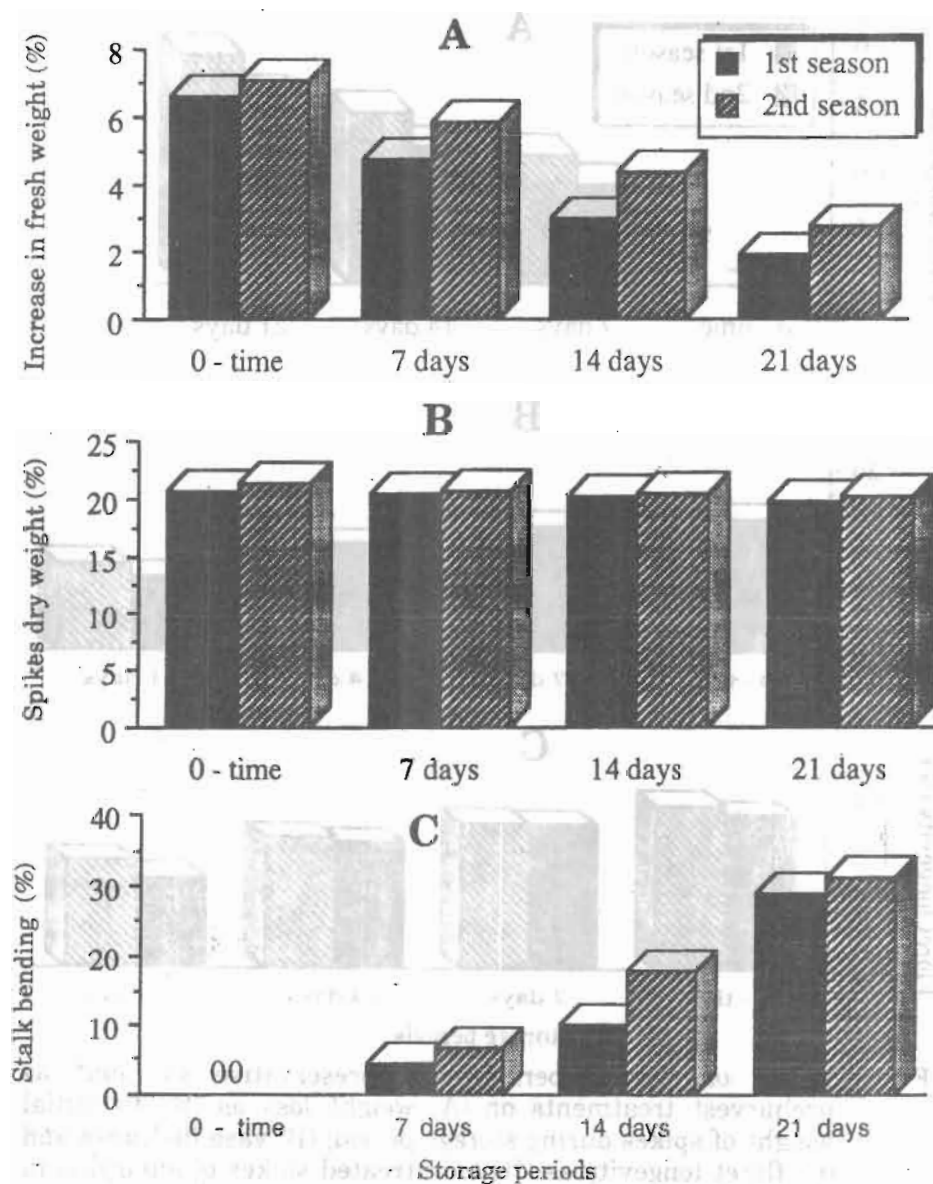 A
Increase in fresh weight (%)
8
6
4
2
0
1st season
2nd season
0 - time 7 days 14 days 21 days
B
Spikes dry weight (%)
25
20
15
10
5
0
0 - time 7 days 14 days 21 days
C
Stalk bending (%)
40
30
20
10
0
00
0 - time 7 days 14 days 21 days
Storage periods